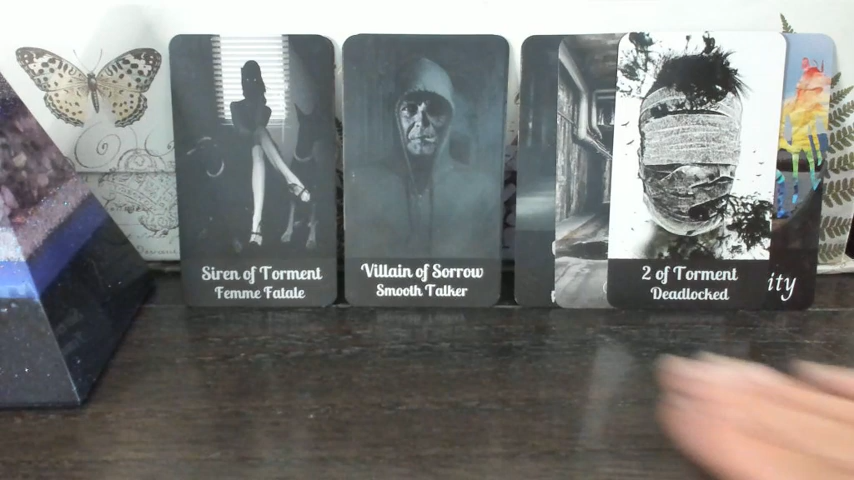 Siren of Torment
Femme Fatale
Villain of Sorrow
Smooth Talker
2 of Torment
Deadlocked
ity